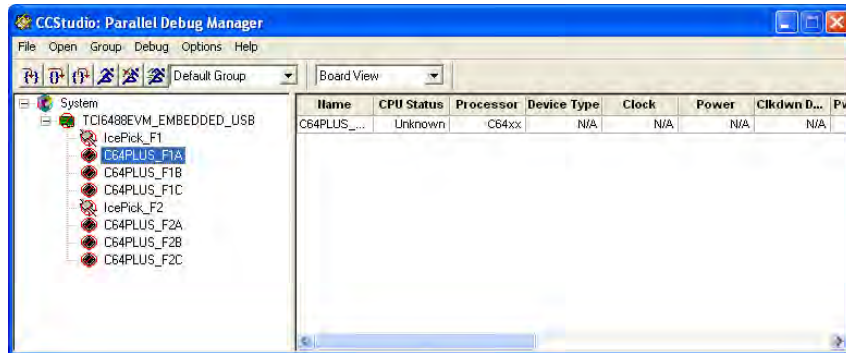 CCStudio: Parallel Debug Manager
File Open Group Debug Options Help
Default Group Board View
System
TCI6488EVM_EMBEDDED_USB
IcePick_F1
C64PLUS_F1A
C64PLUS_F1B
C64PLUS_F1C
IcePick_F2
C64PLUS_F2A
C64PLUS_F2B
C64PLUS_F2C
Name CPU Status Processor Device Type Clock Power Clkdwn D... Pw
C64PLUS_... Unknown C64xx N/A N/A N/A N/A